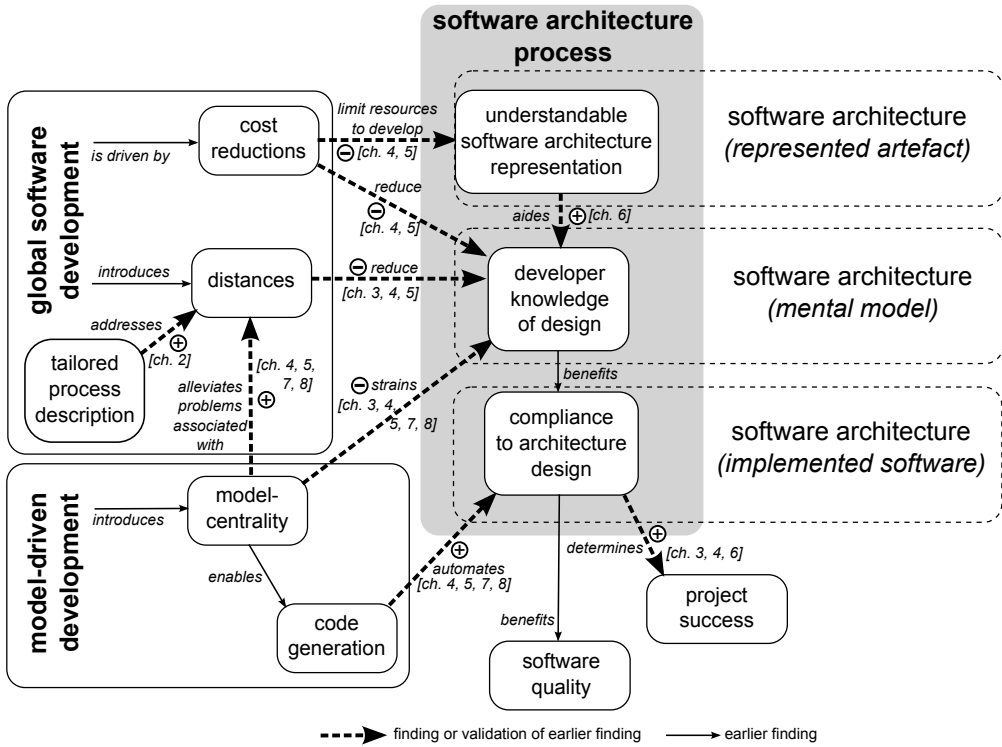 software architecture
process
global software
development
is driven by
cost
reductions
limit resources
to develop
[ch. 4, 5]
understandable
software architecture
representation
software architecture
(represented artefact)
reduce
[ch. 4, 5]
aides
[ch. 6]
introduces
distances
reduce
[ch. 3, 4, 5]
developer
knowledge
of design
software architecture
(mental model)
addresses
[ch. 2]
tailored
process
description
alleviates
problems
associated
with
[ch. 4, 5,
7, 8]
strains
[ch. 3, 4,
5, 7, 8]
benefits
compliance
to architecture
design
software architecture
(implemented software)
model-driven
development
introduces
model-
centrality
enables
code
generation
automates
[ch. 4, 5, 7, 8]
determines
[ch. 3, 4, 6]
project
success
benefits
software
quality
finding or validation of earlier finding
earlier finding